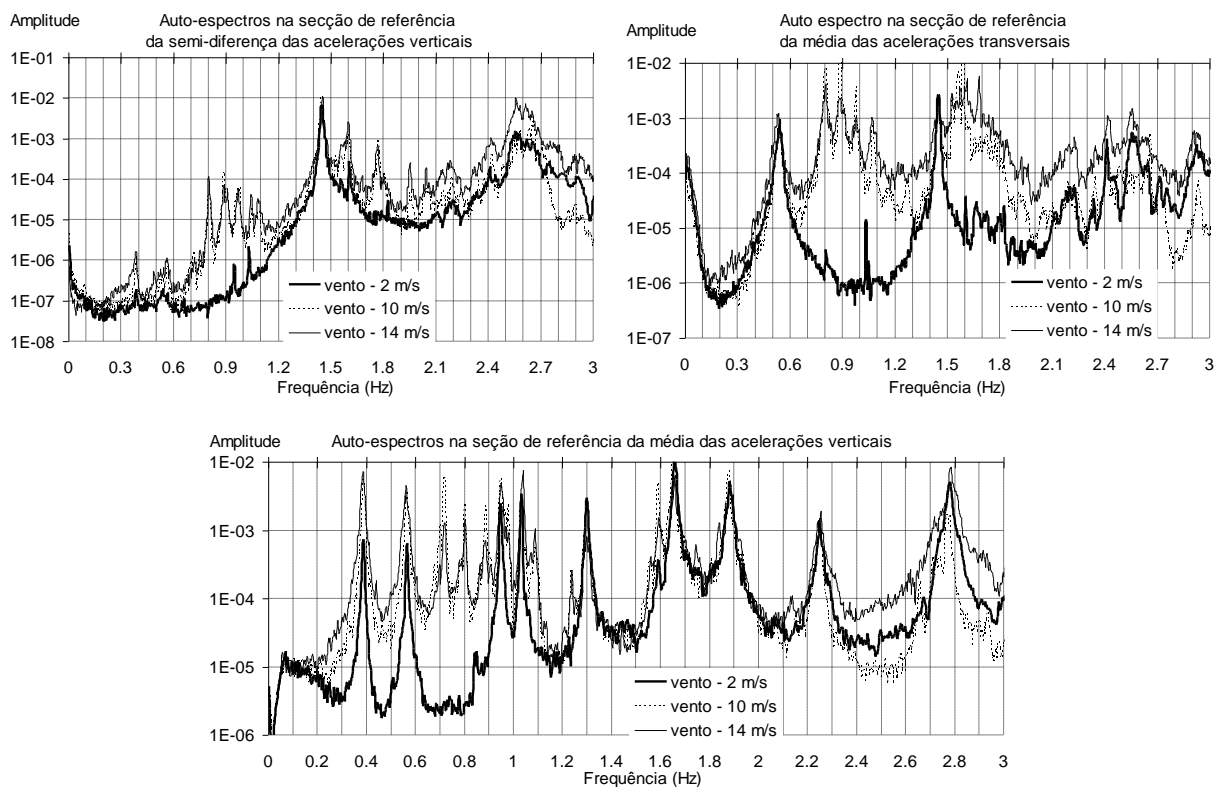 Amplitude
Auto-espectros na secção de referência
da semi-diferença das acelerações verticais
1E-01
1E-02
1E-03
1E-04
1E-05
1E-06
1E-07
1E-08
vento - 2 m/s
vento - 10 m/s
vento - 14 m/s
0 0.3 0.6 0.9 1.2 1.5 1.8 2.1 2.4 2.7 3
Frequência (Hz)
Amplitude
Auto espectro na secção de referência
da média das acelerações transversais
1E-02
1E-03
1E-04
1E-05
1E-06
1E-07
vento - 2 m/s
vento - 10 m/s
vento - 14 m/s
0 0.3 0.6 0.9 1.2 1.5 1.8 2.1 2.4 2.7 3
Frequência (Hz)
Amplitude Auto-espectros na seção de referência da média das acelerações verticais
1E-02
1E-03
1E-04
1E-05
1E-06
vento - 2 m/s
vento - 10 m/s
vento - 14 m/s
0 0.2 0.4 0.6 0.8 1 1.2 1.4 1.6 1.8 2 2.2 2.4 2.6 2.8 3
Frequência (Hz)